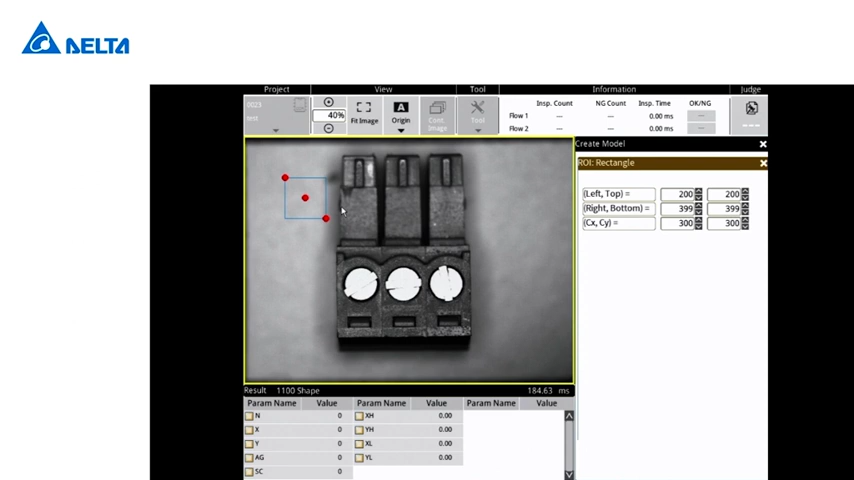 DELTA
Project View Tool Information Judge
0023
test
40%
Fit Image
Origin
Cont. Image
Tool
Insp. Count NG Count Insp. Time OK/NG
Flow 1 — — 0.00 ms —
Flow 2 — — 0.00 ms —
Create Model
ROI: Rectangle
(Left, Top) = 200 200
(Right, Bottom) = 399 399
(Cx, Cy) = 300 300
Result 1100 Shape 184.63 ms
Param Name Value Param Name Value Param Name Value
N 0 XH 0.00
X 0 YH 0.00
Y 0 XL 0.00
AG 0 YL 0.00
SC 0